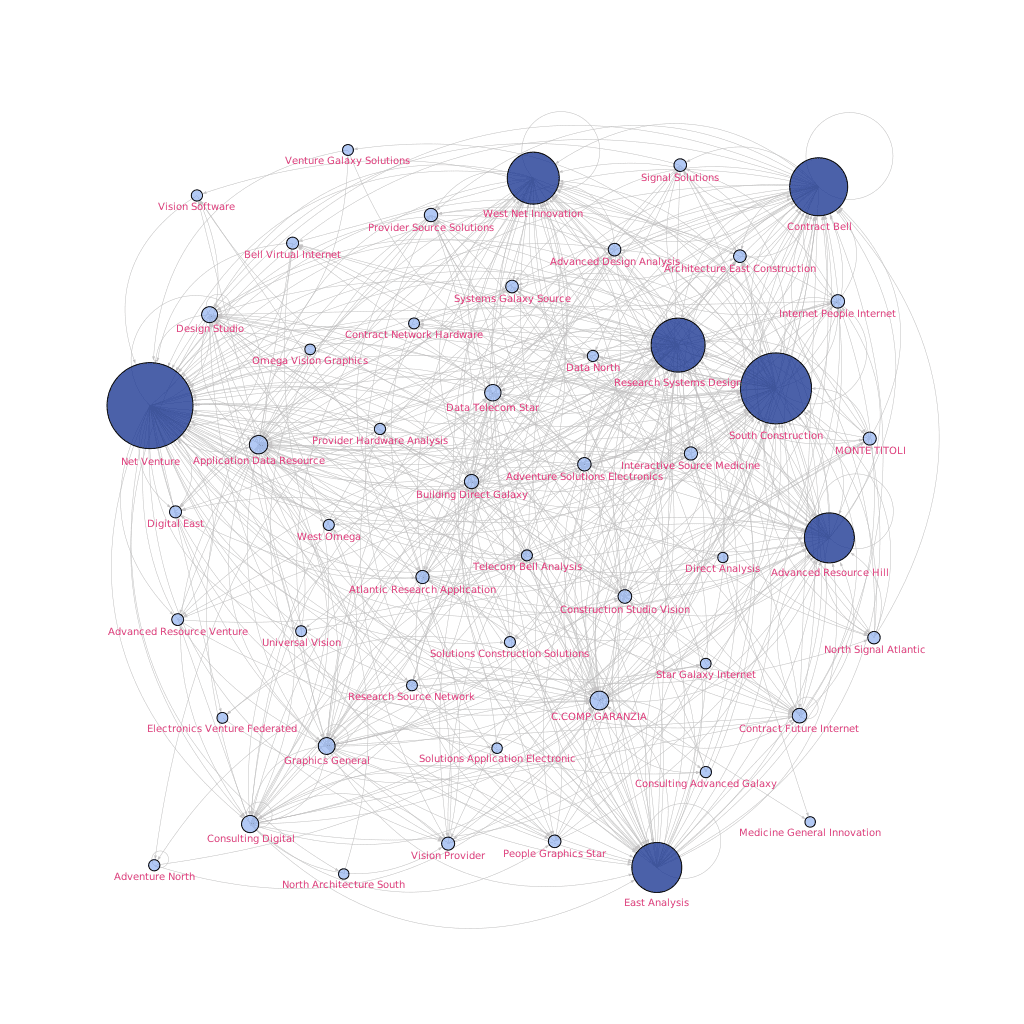 Venture Galaxy Solutions
Signal Solutions
Vision Software
West Net Innovation
Provider Source Solutions
Contract Bell
Bell Virtual Internet
Advanced Design Analysis
Architecture East Construction
Systems Galaxy Source
Internet People Internet
Design Studio
Contract Network Hardware
Omega Vision Graphics
Data North
Research Systems Design
Data Telecom Star
South Construction
Provider Hardware Analysis
MONTE TITOLI
Net Venture
Application Data Resource
Interactive Source Medicine
Adventure Solutions Electronics
Building Direct Galaxy
Digital East
West Omega
Telecom Bell Analysis
Direct Analysis
Advanced Resource Hill
Atlantic Research Application
Construction Studio Vision
Advanced Resource Venture
Universal Vision
North Signal Atlantic
Solutions Construction Solutions
Star Galaxy Internet
Research Source Network
C.COMP.GARANZIA
Electronics Venture Federated
Contract Future Internet
Graphics General
Solutions Application Electronic
Consulting Advanced Galaxy
Medicine General Innovation
Consulting Digital
Vision Provider
People Graphics Star
Adventure North
North Architecture South
East Analysis